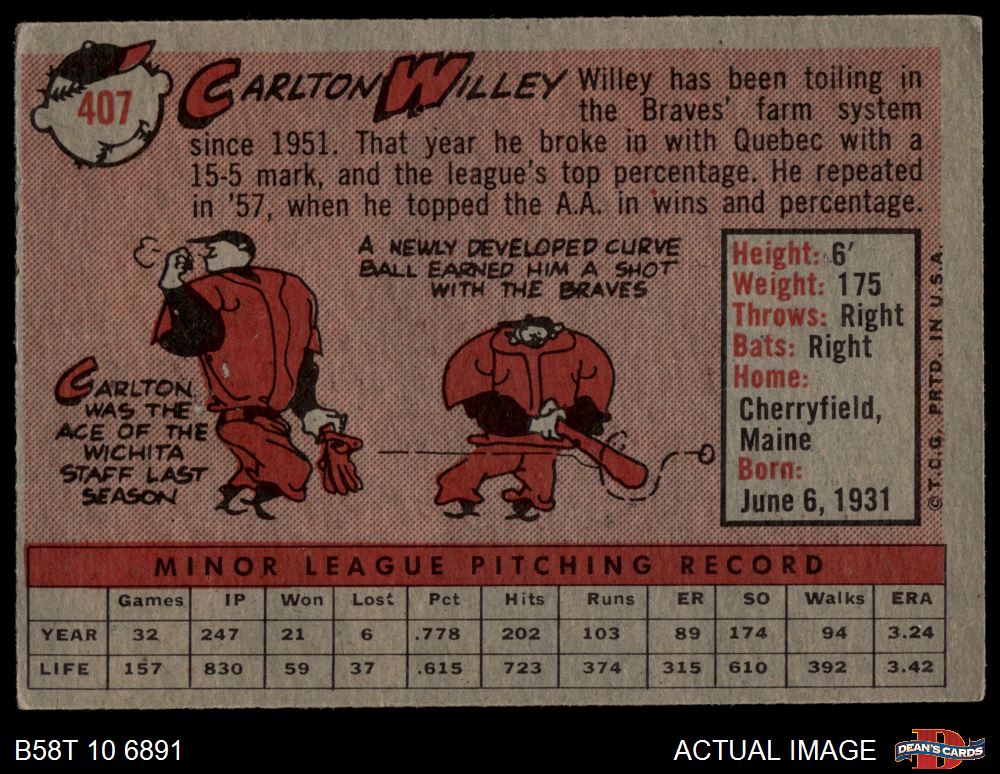 407
CARLTON WILLEY Willey has been toiling in
the Braves' farm system
since 1951. That year he broke in with Quebec with a
15-5 mark, and the league's top percentage. He repeated
in '57, when he topped the A.A. in wins and percentage.
A NEWLY DEVELOPED CURVE
BALL EARNED HIM A SHOT
WITH THE BRAVES
CARLTON
WAS THE
ACE OF THE
WICHITA
STAFF LAST
SEASON
Height: 6'
Weight: 175
Throws: Right
Bats: Right
Home:
Cherryfield,
Maine
Born:
June 6, 1931
©T.C.G. PRTD. IN U.S.A.
MINOR LEAGUE PITCHING RECORD
Games IP Won Lost Pct Hits Runs ER SO Walks ERA
YEAR 32 247 21 6 .778 202 103 89 174 94 3.24
LIFE 157 830 59 37 .615 723 374 315 610 392 3.42
B58T 10 6891
ACTUAL IMAGE
D
DEAN'S CARDS